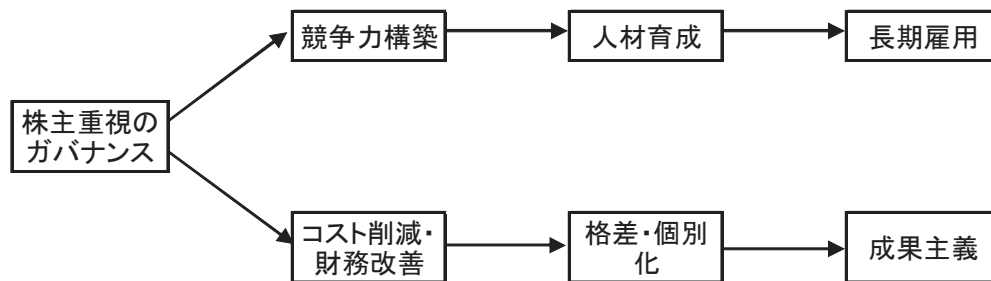 競争力構築
人材育成
長期雇用
株主重視の
ガバナンス
コスト削減・
財務改善
格差・個別
化
成果主義